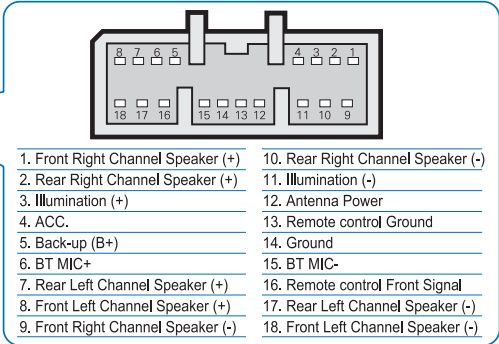 8 7 6 5 4 3 2 1
18 17 16 15 14 13 12 11 10 9
1. Front Right Channel Speaker (+)
2. Rear Right Channel Speaker (+)
3. Illumination (+)
4. ACC.
5. Back-up (B+)
6. BT MIC+
7. Rear Left Channel Speaker (+)
8. Front Left Channel Speaker (+)
9. Front Right Channel Speaker (-)
10. Rear Right Channel Speaker (-)
11. Illumination (-)
12. Antenna Power
13. Remote control Ground
14. Ground
15. BT MIC-
16. Remote control Front Signal
17. Rear Left Channel Speaker (-)
18. Front Left Channel Speaker (-)